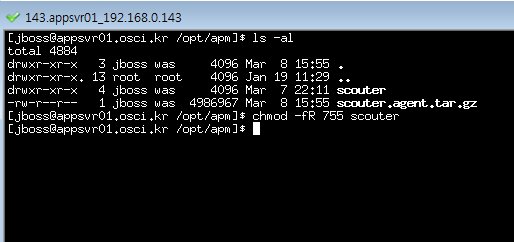 143.appsvr01_192.168.0.143
[jboss@appsvr01.osci.kr /opt/apm]$ ls -al
total 4884
drwxr-xr-x   3 jboss was     4096 Mar  8 15:55 .
drwxr-xr-x. 13 root  root    4096 Jan 19 11:29 ..
drwxr-xr-x   4 jboss was     4096 Mar  7 22:11 scouter
-rw-r--r--   1 jboss was  4986967 Mar  8 15:55 scouter.agent.tar.gz
[jboss@appsvr01.osci.kr /opt/apm]$ chmod -fR 755 scouter
[jboss@appsvr01.osci.kr /opt/apm]$